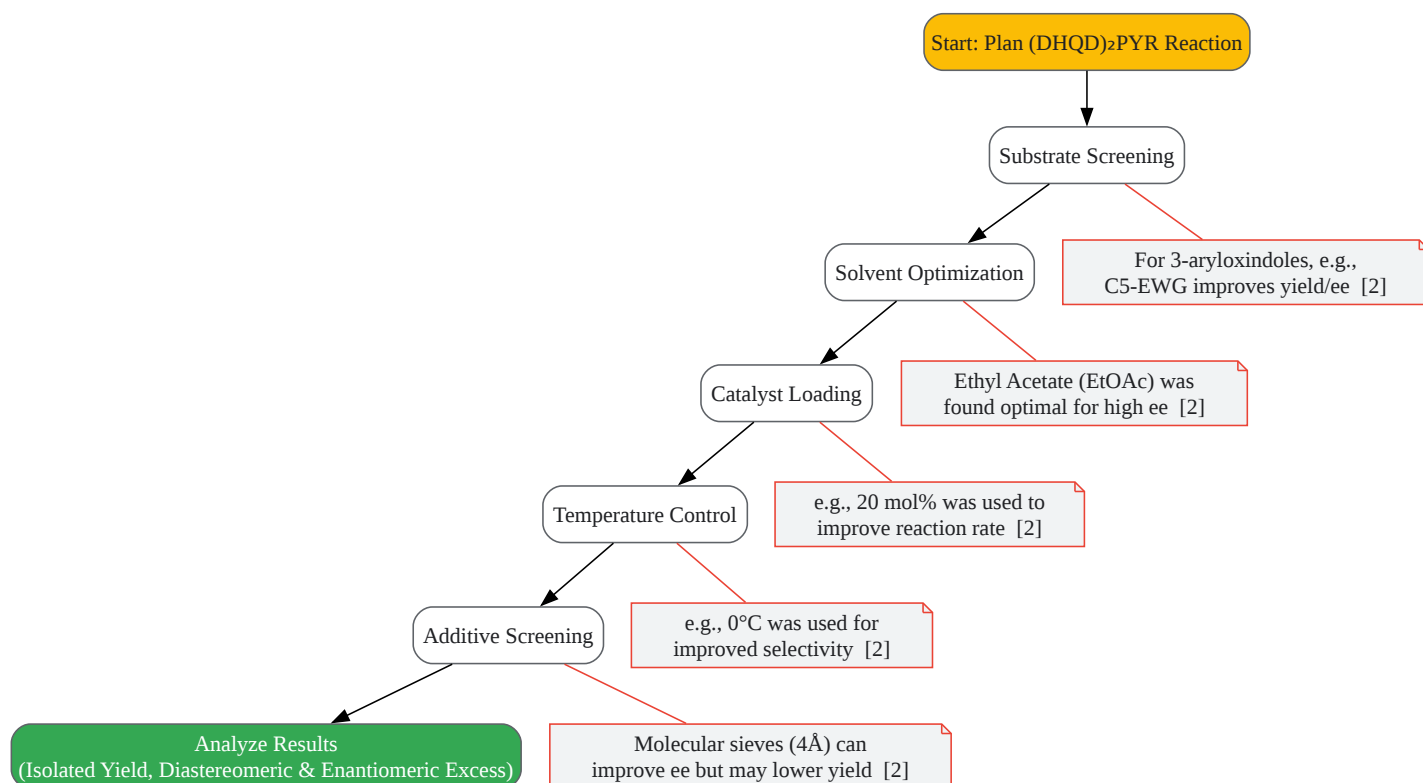 Start: Plan (DHQD)₂PYR Reaction
Substrate Screening
For 3-aryloxindoles, e.g.,
C5-EWG improves yield/ee [2]
Solvent Optimization
Ethyl Acetate (EtOAc) was
found optimal for high ee [2]
Catalyst Loading
e.g., 20 mol% was used to
improve reaction rate [2]
Temperature Control
e.g., 0°C was used for
improved selectivity [2]
Additive Screening
Molecular sieves (4Å) can
improve ee but may lower yield [2]
Analyze Results
(Isolated Yield, Diastereomeric & Enantiomeric Excess)